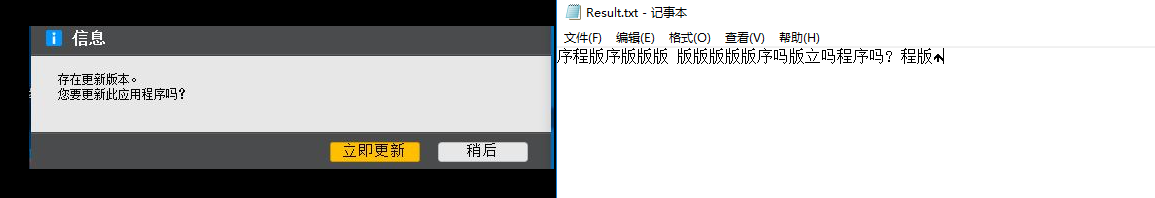 信息
存在更新版本。
您要更新此应用程序吗？
立即更新
稍后
Result.txt - 记事本
文件(F) 编辑(E) 格式(O) 查看(V) 帮助(H)
序程版序版版版 版版版版版序吗版立吗程序吗？程版